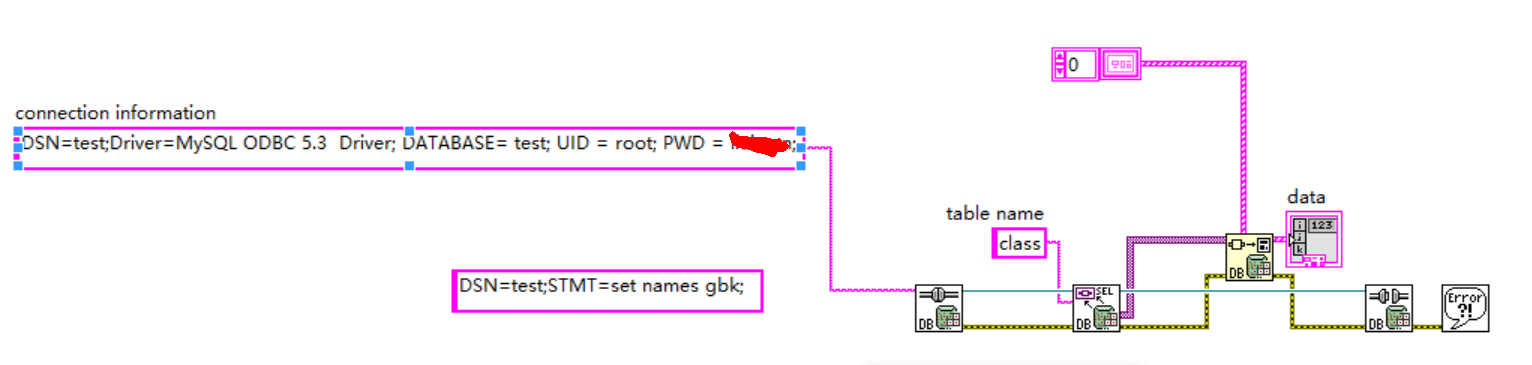 0
connection information
DSN=test;Driver=MySQL ODBC 5.3  Driver; DATABASE= test; UID = root; PWD =
data
i 123
j
k
table name
class
DSN=test;STMT=set names gbk;
SEL
DB
DB
DB
DB
Error
?!